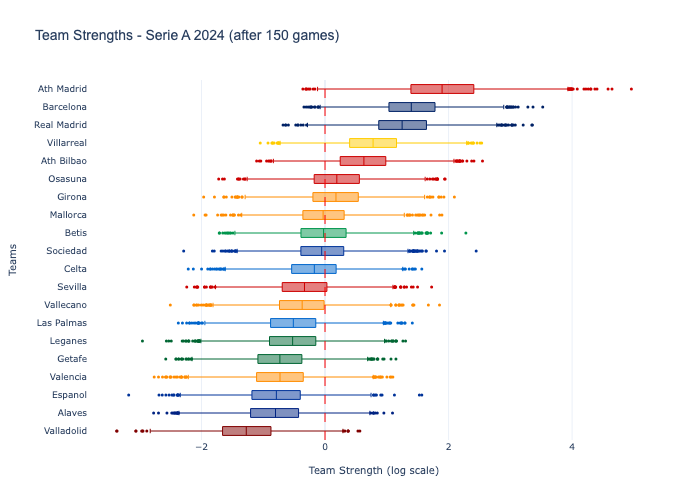 Team Strengths - Serie A 2024 (after 150 games)
Ath Madrid
Barcelona
Real Madrid
Villarreal
Ath Bilbao
Osasuna
Girona
Mallorca
Betis
Sociedad
Celta
Sevilla
Vallecano
Las Palmas
Leganes
Getafe
Valencia
Espanol
Alaves
Valladolid
Teams
−2 0 2 4
Team Strength (log scale)